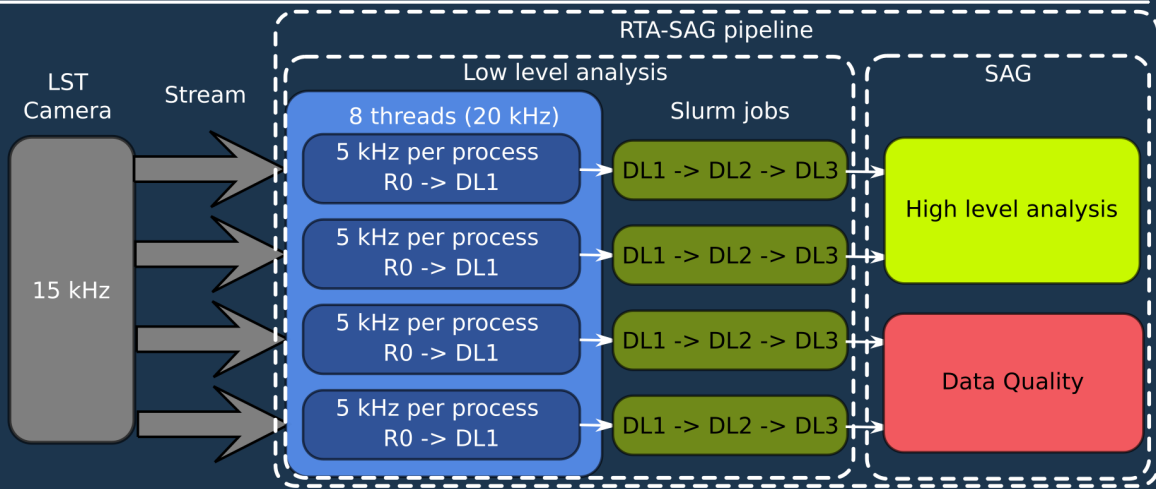 RTA-SAG pipeline
LST
Camera
Stream
Low level analysis
SAG
8 threads (20 kHz)
Slurm jobs
15 kHz
5 kHz per process
R0 -> DL1
DL1 -> DL2 -> DL3
5 kHz per process
R0 -> DL1
DL1 -> DL2 -> DL3
5 kHz per process
R0 -> DL1
DL1 -> DL2 -> DL3
5 kHz per process
R0 -> DL1
DL1 -> DL2 -> DL3
High level analysis
Data Quality